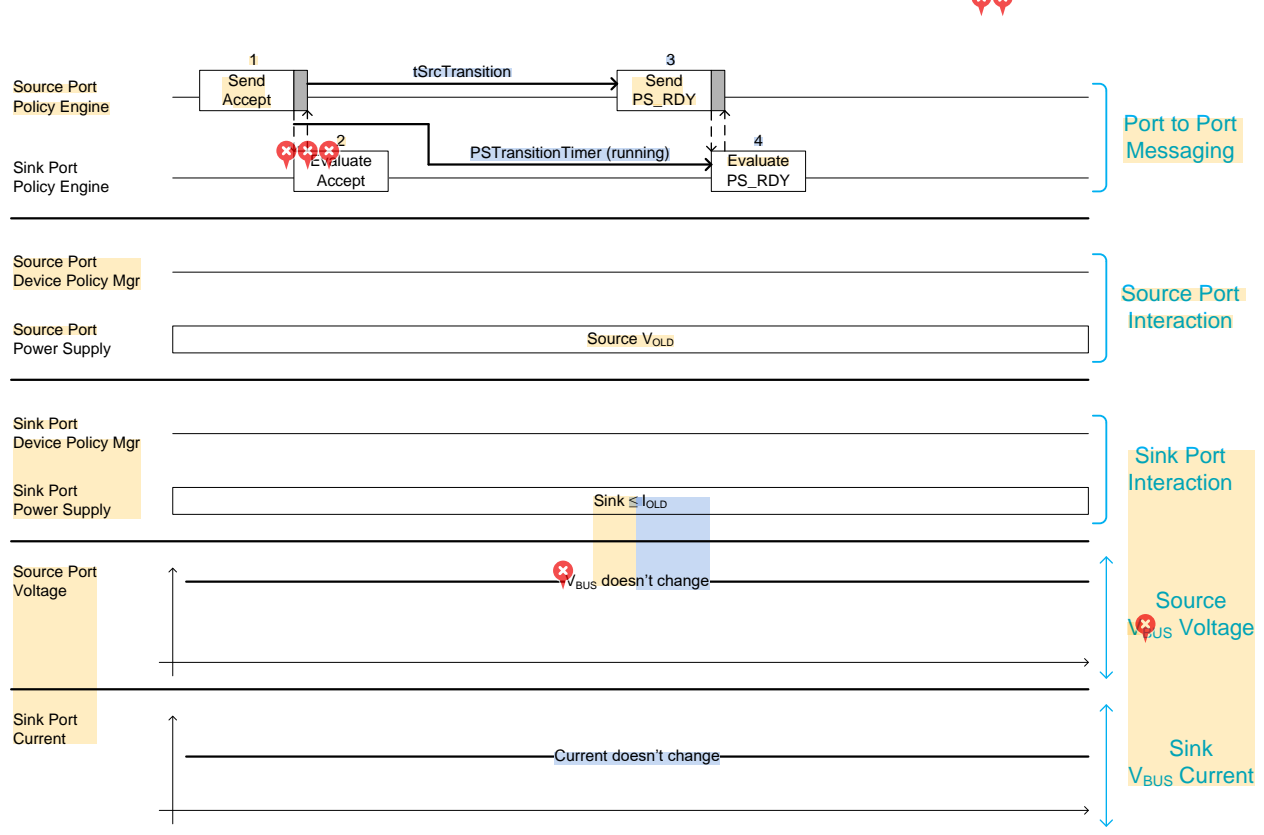 1
3
Source Port
Policy Engine
Send
Accept
tSrcTransition
Send
PS_RDY
Port to Port
Messaging
2
4
Sink Port
Policy Engine
Evaluate
Accept
PSTransitionTimer (running)
Evaluate
PS_RDY
Source Port
Device Policy Mgr
Source Port
Interaction
Source Port
Power Supply
Source VOLD
Sink Port
Device Policy Mgr
Sink Port
Interaction
Sink Port
Power Supply
Sink ≤ IOLD
Source Port
Voltage
VBUS doesn't change
Source
VBUS Voltage
Sink Port
Current
Current doesn't change
Sink
VBUS Current